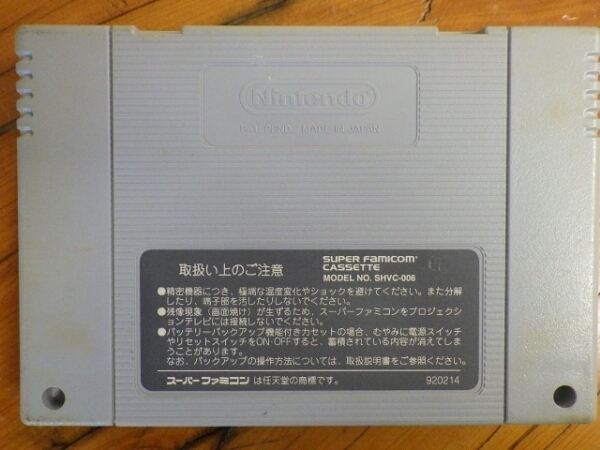 Nintendo
PAT. PEND. MADE IN JAPAN
取扱い上のご注意
SUPER FAMICOM
CASSETTE
MODEL NO. SHVC-006
●精密機器につき、極端な温度変化やショックを避けてください。また分解
したり、端子部を汚したりしないでください。
●残像現象（画面焼け）が生ずるため、スーパーファミコンをプロジェクシ
ョンテレビには接続しないでください。
●バッテリーバックアップ機能付きカセットの場合、むやみに電源スイッチ
やリセットスイッチをON・OFFすると、蓄積されている内容が消えてしま
うことがあります。
なお、バックアップの操作方法については、取扱説明書をご参照ください。
スーパーファミコン は任天堂の商標です。
920214